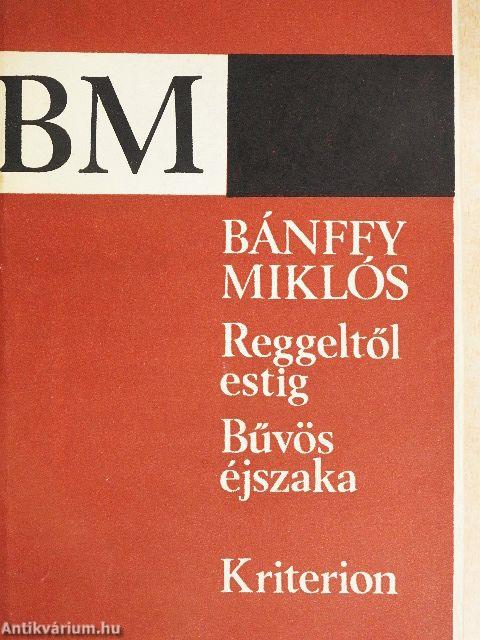 BM
BÁNFFY
MIKLÓS
Reggeltől
estig
Bűvös
éjszaka
Kriterion
Antikvárium.hu